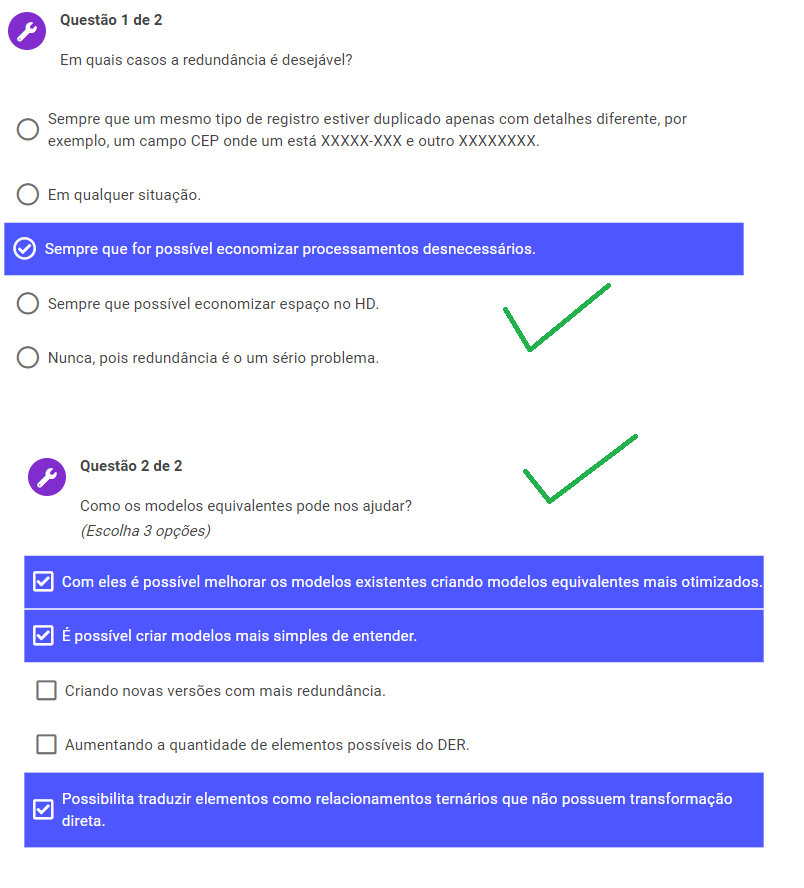 Questão 1 de 2
Em quais casos a redundância é desejável?
Sempre que um mesmo tipo de registro estiver duplicado apenas com detalhes diferente, por
exemplo, um campo CEP onde um está XXXXX-XXX e outro XXXXXXXX.
Em qualquer situação.
Sempre que for possível economizar processamentos desnecessários.
Sempre que possível economizar espaço no HD.
Nunca, pois redundância é o um sério problema.
Questão 2 de 2
Como os modelos equivalentes pode nos ajudar?
(Escolha 3 opções)
Com eles é possível melhorar os modelos existentes criando modelos equivalentes mais otimizados.
É possível criar modelos mais simples de entender.
Criando novas versões com mais redundância.
Aumentando a quantidade de elementos possíveis do DER.
Possibilita traduzir elementos como relacionamentos ternários que não possuem transformação
direta.